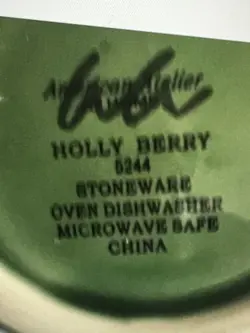 American Atelier
HOLLY BERRY
5244
STONEWARE
OVEN DISHWASHER
MICROWAVE SAFE
CHINA